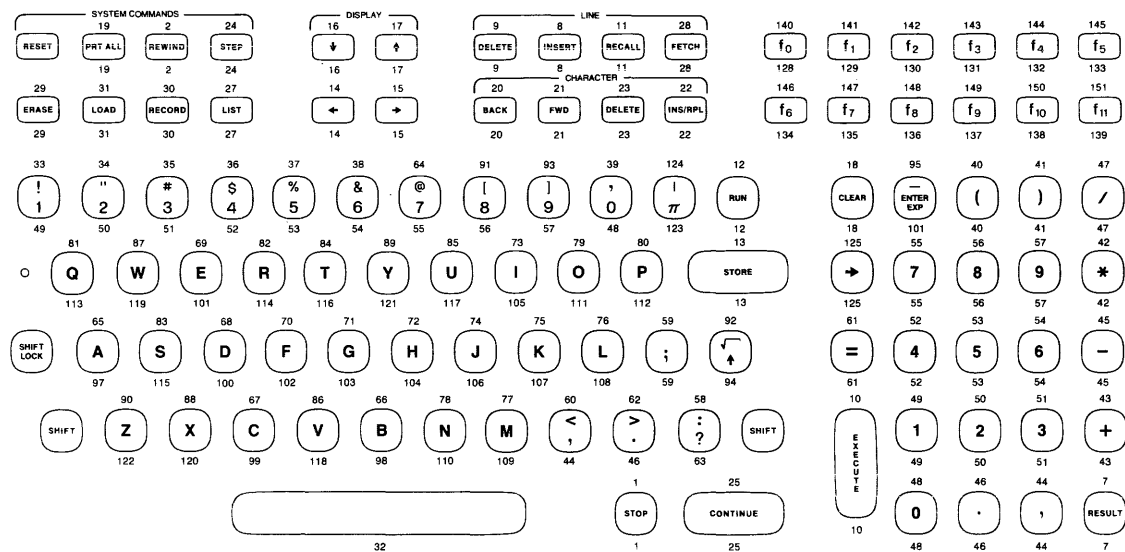 SYSTEM COMMANDS DISPLAY LINE
19 2 24 16 17 9 8 11 28 140 141 142 143 144 145
RESET PRT ALL REWIND STEP ↓ ↑ DELETE INSERT RECALL FETCH f0 f1 f2 f3 f4 f5
19 2 24 16 17 9 8 11 28 128 129 130 131 132 133
CHARACTER
29 31 30 27 14 15 20 21 23 22 146 147 148 149 150 151
ERASE LOAD RECORD LIST ← → BACK FWD DELETE INS/RPL f6 f7 f8 f9 f10 f11
29 31 30 27 14 15 20 21 23 22 134 135 136 137 138 139
33 34 35 36 37 38 64 91 93 39 124 12 18 95 40 41 47
! " # $ % & @ [ ] ' | —
1 2 3 4 5 6 7 8 9 0 π RUN CLEAR ENTER EXP ( ) /
49 50 51 52 53 54 55 56 57 48 123 12 18 101 40 41 47
81 87 69 82 84 89 85 73 79 80 13 125 55 56 57 42
Q W E R T Y U I O P STORE → 7 8 9 *
113 119 101 114 116 121 117 105 111 112 13 125 55 56 57 42
65 83 68 70 71 72 74 75 76 59 92 61 52 53 54 45
SHIFT LOCK A S D F G H J K L ; √ ↑ = 4 5 6 −
97 115 100 102 103 104 106 107 108 59 94 61 52 53 54 45
90 88 67 86 66 78 77 60 62 58 10 49 50 51 43
< > :
SHIFT Z X C V B N M , . ? SHIFT EXECUTE 1 2 3 +
122 120 99 118 98 110 109 44 46 63 49 50 51 43
1 25 48 46 44 7
STOP CONTINUE 0 . , RESULT
32 1 25 10 48 46 44 7